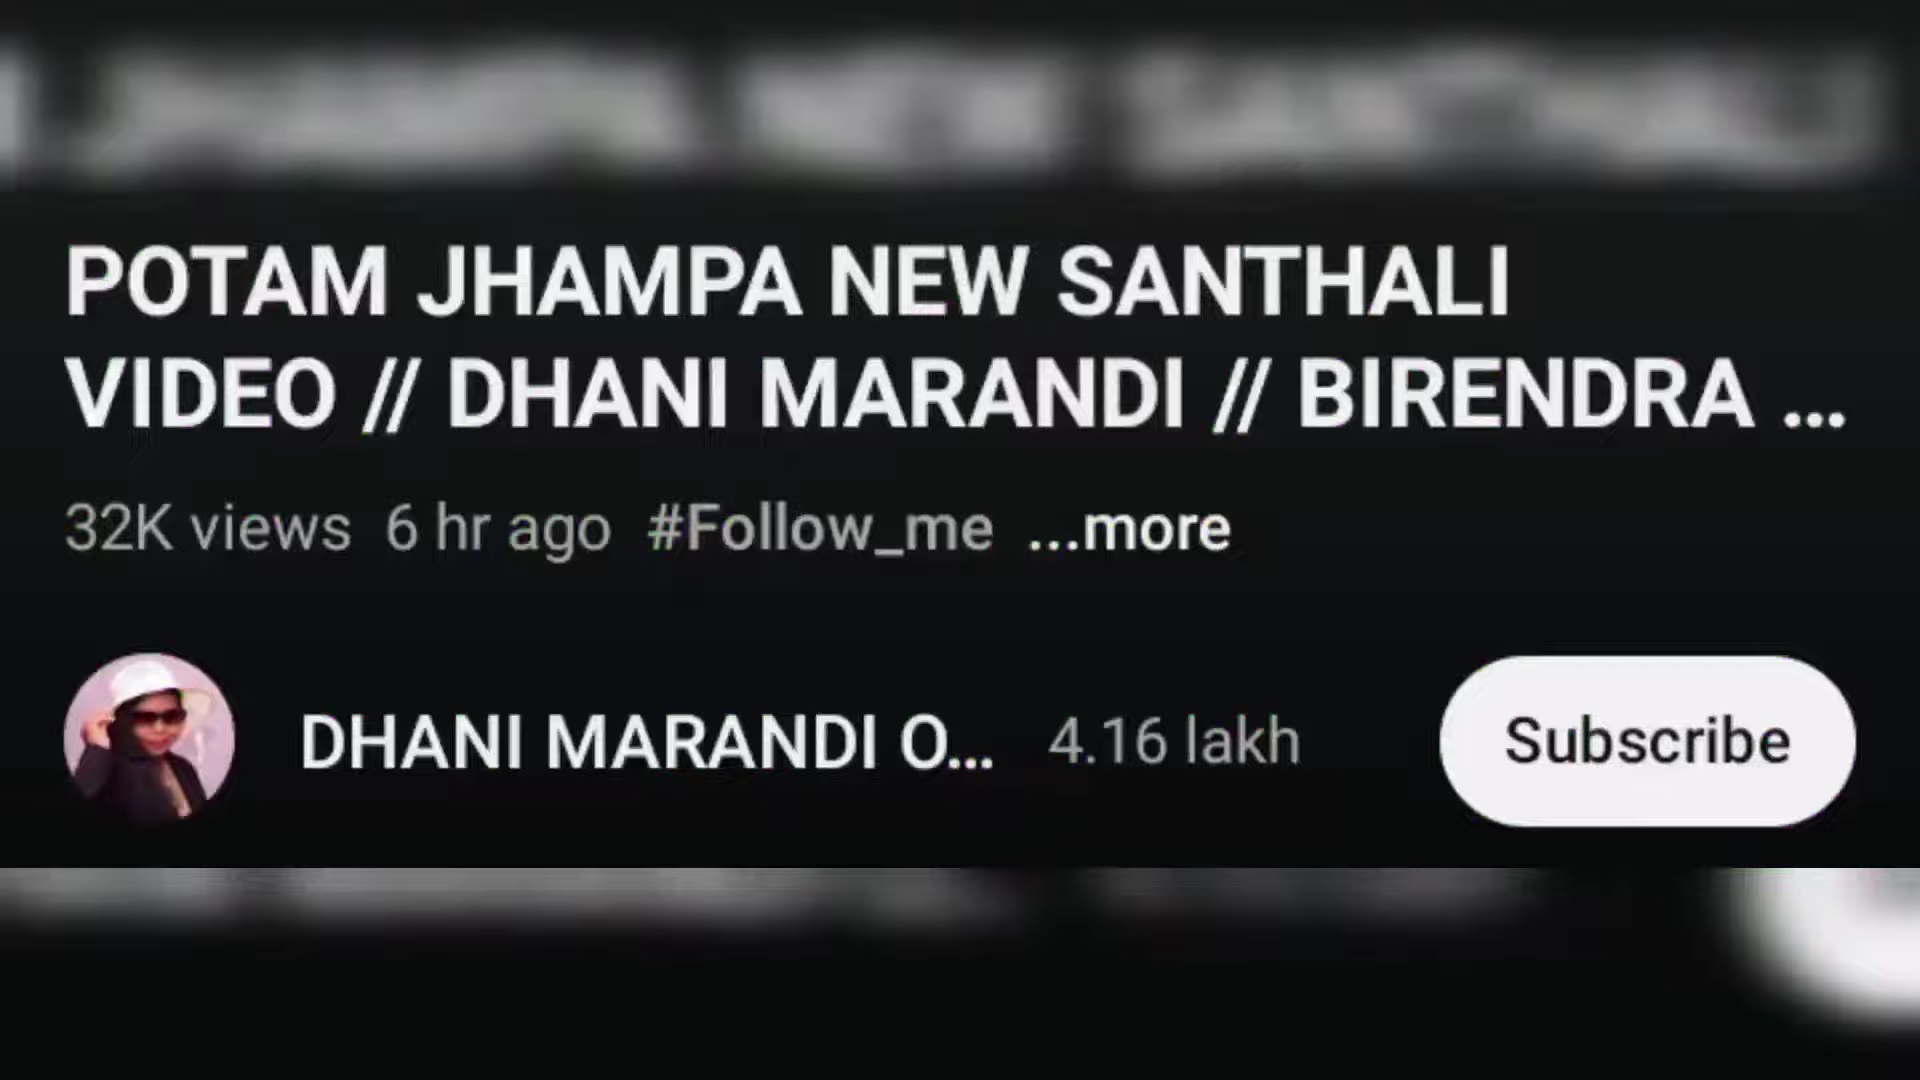 POTAM JHAMPA NEW SANTHALI
VIDEO // DHANI MARANDI // BIRENDRA ...
32K views 6 hr ago #Follow_me ...more
DHANI MARANDI O... 4.16 lakh Subscribe